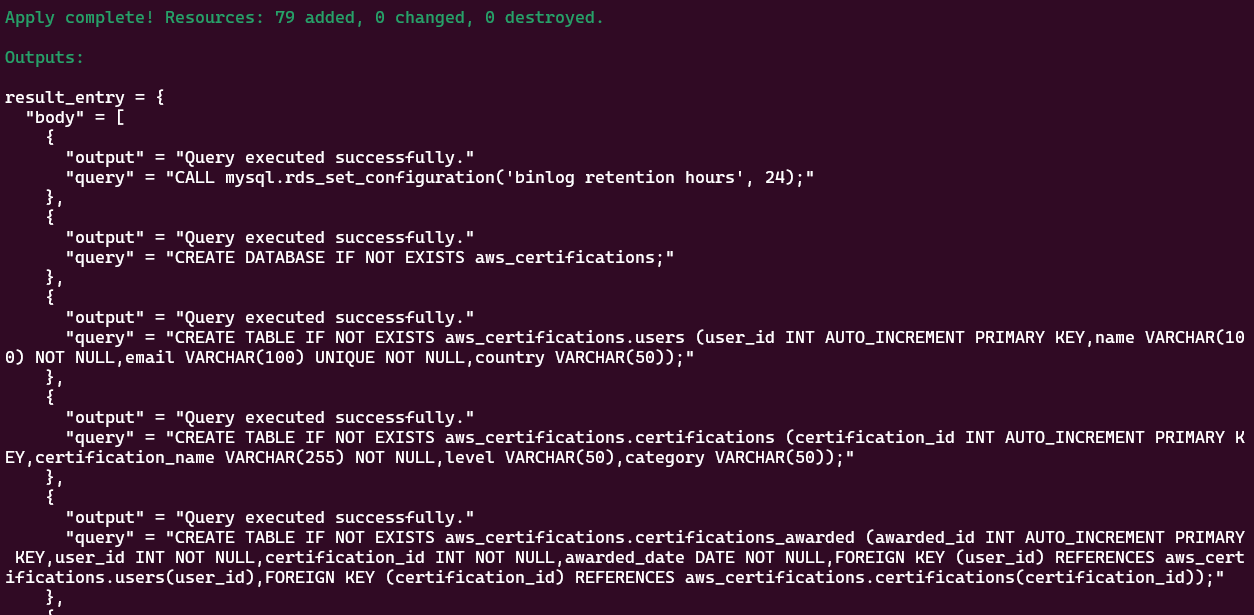 Apply complete! Resources: 79 added, 0 changed, 0 destroyed.
Outputs:
result_entry = {
"body" = [
{
"output" = "Query executed successfully."
"query" = "CALL mysql.rds_set_configuration('binlog retention hours', 24);"
},
{
"output" = "Query executed successfully."
"query" = "CREATE DATABASE IF NOT EXISTS aws_certifications;"
},
{
"output" = "Query executed successfully."
"query" = "CREATE TABLE IF NOT EXISTS aws_certifications.users (user_id INT AUTO_INCREMENT PRIMARY KEY,name VARCHAR(10
0) NOT NULL,email VARCHAR(100) UNIQUE NOT NULL,country VARCHAR(50));"
},
{
"output" = "Query executed successfully."
"query" = "CREATE TABLE IF NOT EXISTS aws_certifications.certifications (certification_id INT AUTO_INCREMENT PRIMARY K
EY,certification_name VARCHAR(255) NOT NULL,level VARCHAR(50),category VARCHAR(50));"
},
{
"output" = "Query executed successfully."
"query" = "CREATE TABLE IF NOT EXISTS aws_certifications.certifications_awarded (awarded_id INT AUTO_INCREMENT PRIMARY
KEY,user_id INT NOT NULL,certification_id INT NOT NULL,awarded_date DATE NOT NULL,FOREIGN KEY (user_id) REFERENCES aws_cert
ifications.users(user_id),FOREIGN KEY (certification_id) REFERENCES aws_certifications.certifications(certification_id));"
},
{